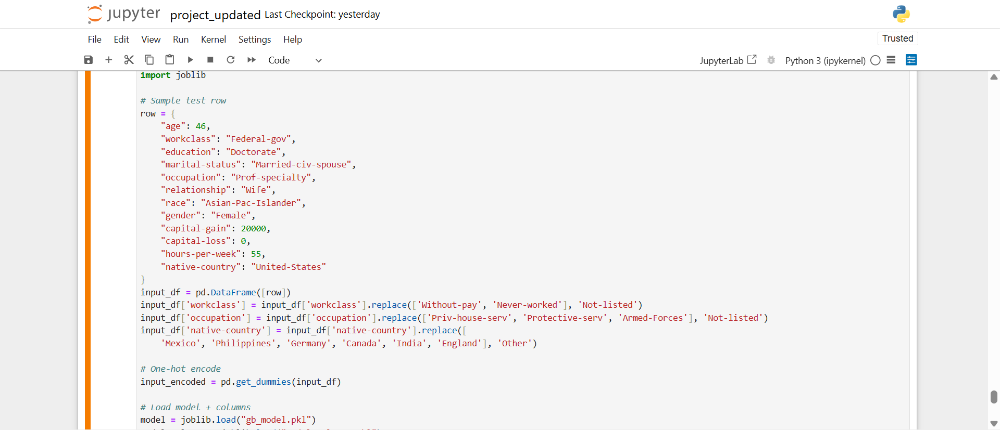 jupyter project_updated Last Checkpoint: yesterday
File Edit View Run Kernel Settings Help Trusted
Code JupyterLab Python 3 (ipykernel)
import joblib
# Sample test row
row = {
    "age": 46,
    "workclass": "Federal-gov",
    "education": "Doctorate",
    "marital-status": "Married-civ-spouse",
    "occupation": "Prof-specialty",
    "relationship": "Wife",
    "race": "Asian-Pac-Islander",
    "gender": "Female",
    "capital-gain": 20000,
    "capital-loss": 0,
    "hours-per-week": 55,
    "native-country": "United-States"
}
input_df = pd.DataFrame([row])
input_df['workclass'] = input_df['workclass'].replace(['Without-pay', 'Never-worked'], 'Not-listed')
input_df['occupation'] = input_df['occupation'].replace(['Priv-house-serv', 'Protective-serv', 'Armed-Forces'], 'Not-listed')
input_df['native-country'] = input_df['native-country'].replace([
    'Mexico', 'Philippines', 'Germany', 'Canada', 'India', 'England'], 'Other')
# One-hot encode
input_encoded = pd.get_dummies(input_df)
# Load model + columns
model = joblib.load("gb_model.pkl")